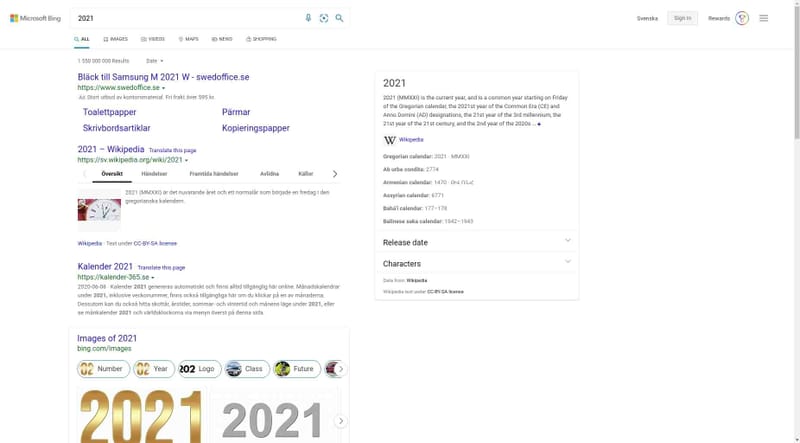 Microsoft Bing
2021
Svenska
Sign in
Rewards
ALL
IMAGES
VIDEOS
MAPS
NEWS
SHOPPING
1 550 000 000 Results
Date
Bläck till Samsung M 2021 W - swedoffice.se
https://www.swedoffice.se
Ad. Stort utbud av kontorsmaterial. Fri frakt över 595 kr.
Toalettpapper
Pärmar
Skrivbordsartiklar
Kopieringspapper
2021 – Wikipedia Translate this page
https://sv.wikipedia.org/wiki/2021
Översikt
Händelser
Framtida händelser
Avlidna
Källor
2021 (MMXXI) är det nuvarande året och ett normalår som började en fredag i den
gregorianska kalendern.
Wikipedia · Text under CC-BY-SA license
Kalender 2021 Translate this page
https://kalender-365.se
2020-06-06 · Kalender 2021 genereras automatiskt och finns alltid tillgänglig här online. Månadskalendrar
under 2021, inklusive veckonummer, finns också tillgängliga här om du klickar på en av månaderna.
Dessutom kan du också hitta skottår, årstider, sommar- och vintertid och månens läge under 2021, eller
se månkalender 2021 och världsklockorna via menyn överst på denna sida.
Images of 2021
bing.com/images
Number
Year
202
Logo
Class
Future
2021
2021
2021
2021 (MMXXI) is the current year, and is a common year starting on Friday
of the Gregorian calendar, the 2021st year of the Common Era (CE) and
Anno Domini (AD) designations, the 21st year of the 3rd millennium, the
21st year of the 21st century, and the 2nd year of the 2020s …
W Wikipedia
Gregorian calendar: 2021 · MMXXI
Ab urbe condita: 2774
Armenian calendar: 1470 · ԹՎ ՌՆՀ
Assyrian calendar: 6771
Bahá'í calendar: 177–178
Balinese saka calendar: 1942–1943
Release date
Characters
Data from: Wikipedia
Wikipedia text under CC-BY-SA license